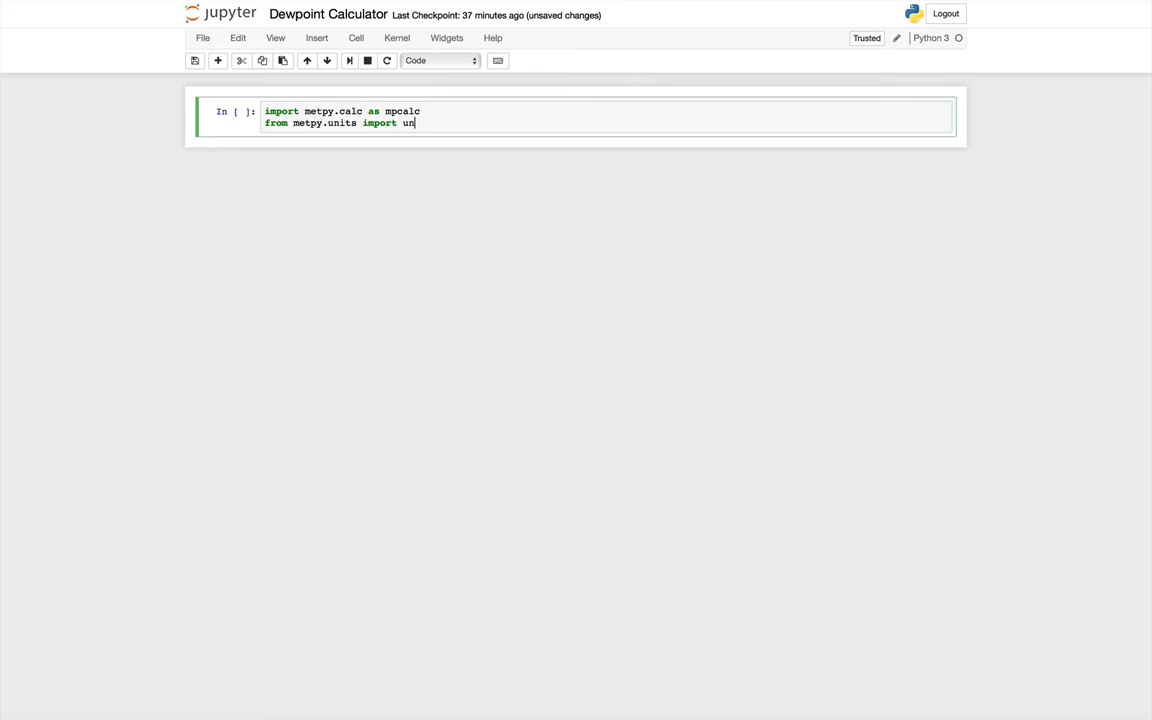 jupyter Dewpoint Calculator Last Checkpoint: 37 minutes ago (unsaved changes) Logout
File Edit View Insert Cell Kernel Widgets Help Trusted Python 3
Code
In [ ]: import metpy.calc as mpcalc
from metpy.units import un